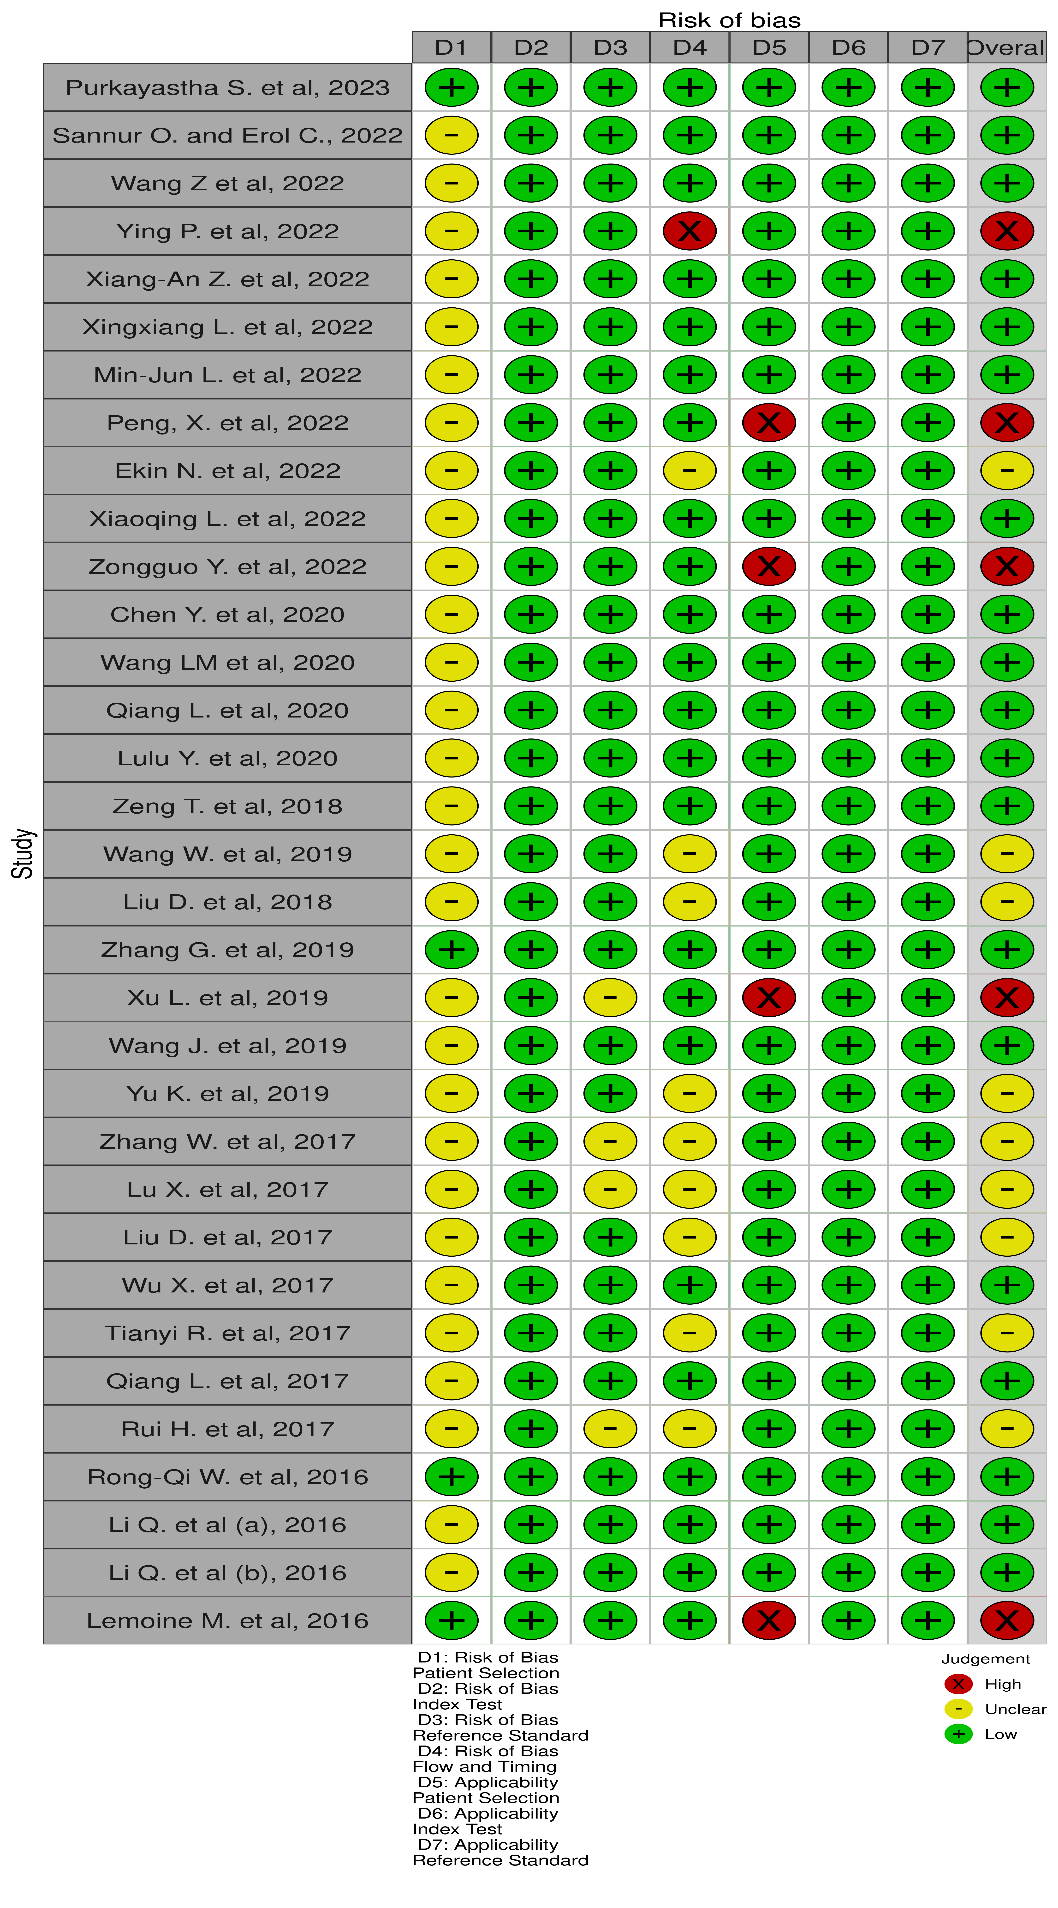 Risk of bias
D1 D2 D3 D4 D5 D6 D7 Overal
Study
Purkayastha S. et al, 2023 + + + + + + + +
Sannur O. and Erol C., 2022 - + + + + + + +
Wang Z et al, 2022 - + + + + + + +
Ying P. et al, 2022 - + + X + + + X
Xiang-An Z. et al, 2022 - + + + + + + +
Xingxiang L. et al, 2022 - + + + + + + +
Min-Jun L. et al, 2022 - + + + + + + +
Peng, X. et al, 2022 - + + + X + + X
Ekin N. et al, 2022 - + + - + + + -
Xiaoqing L. et al, 2022 - + + + + + + +
Zongguo Y. et al, 2022 - + + + X + + X
Chen Y. et al, 2020 - + + + + + + +
Wang LM et al, 2020 - + + + + + + +
Qiang L. et al, 2020 - + + + + + + +
Lulu Y. et al, 2020 - + + + + + + +
Zeng T. et al, 2018 - + + + + + + +
Wang W. et al, 2019 - + + - + + + -
Liu D. et al, 2018 - + + - + + + -
Zhang G. et al, 2019 + + + + + + + +
Xu L. et al, 2019 - + - + X + + X
Wang J. et al, 2019 - + + + + + + +
Yu K. et al, 2019 - + + - + + + -
Zhang W. et al, 2017 - + - - + + + -
Lu X. et al, 2017 - + - - + + + -
Liu D. et al, 2017 - + + - + + + -
Wu X. et al, 2017 - + + + + + + +
Tianyi R. et al, 2017 - + + - + + + -
Qiang L. et al, 2017 - + + + + + + +
Rui H. et al, 2017 - + - - + + + -
Rong-Qi W. et al, 2016 + + + + + + + +
Li Q. et al (a), 2016 - + + + + + + +
Li Q. et al (b), 2016 - + + + + + + +
Lemoine M. et al, 2016 + + + + X + + X
D1: Risk of Bias
Patient Selection
D2: Risk of Bias
Index Test
D3: Risk of Bias
Reference Standard
D4: Risk of Bias
Flow and Timing
D5: Applicability
Patient Selection
D6: Applicability
Index Test
D7: Applicability
Reference Standard
Judgement
X High
- Unclear
+ Low